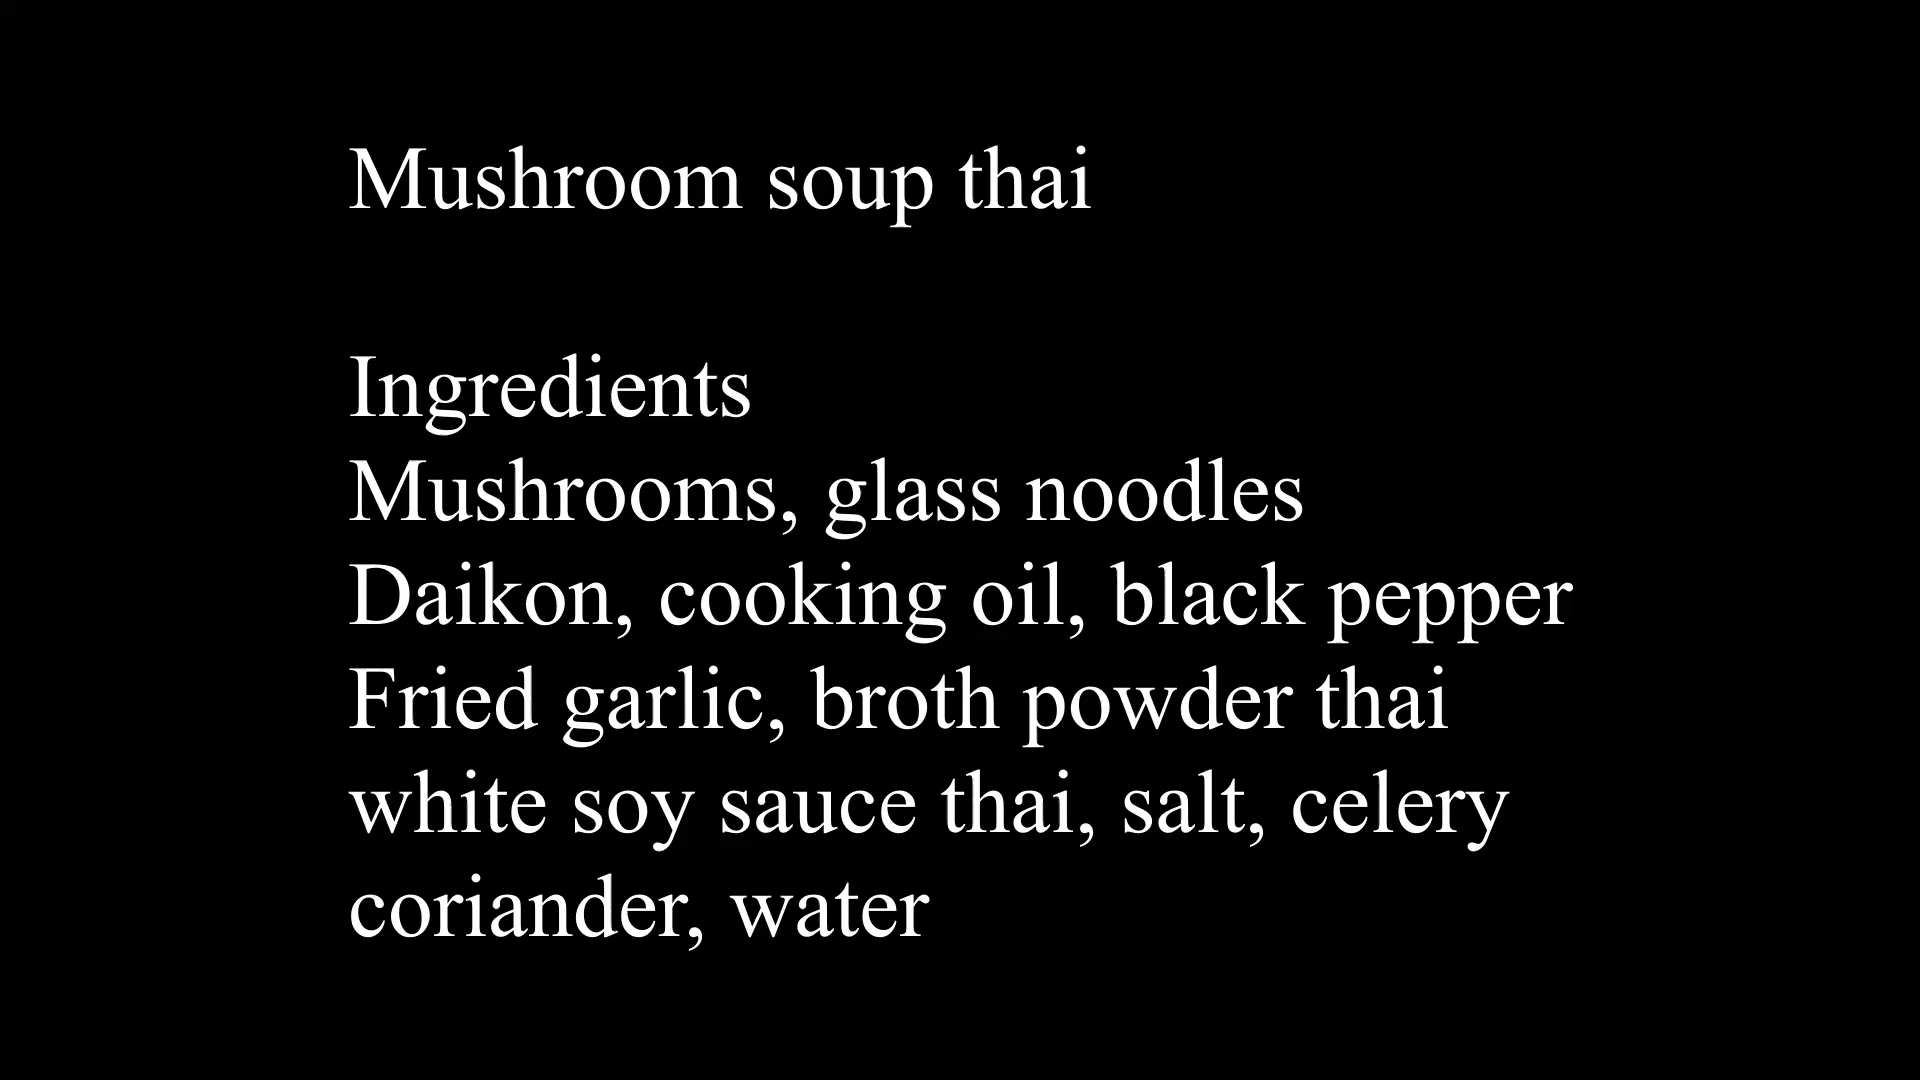 Mushroom soup thai
Ingredients
Mushrooms, glass noodles
Daikon, cooking oil, black pepper
Fried garlic, broth powder thai
white soy sauce thai, salt, celery
coriander, water